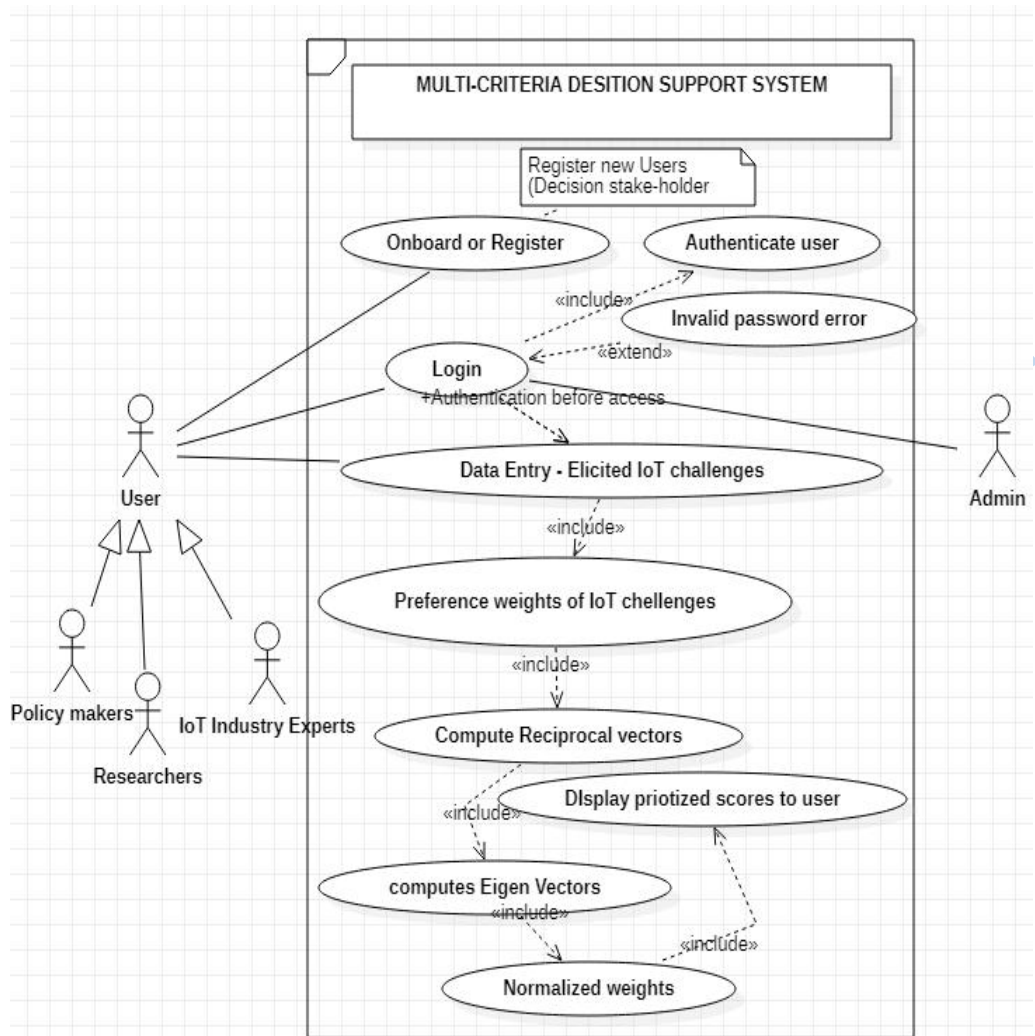 MULTI-CRITERIA DESITION SUPPORT SYSTEM
Register new Users
(Decision stake-holder
Onboard or Register
Authenticate user
«include»
Invalid password error
«extend»
Login
+Authentication before access
Data Entry - Elicited IoT challenges
User
Admin
«include»
Preference weights of IoT chellenges
«include»
Policy makers
IoT Industry Experts
Researchers
Compute Reciprocal vectors
DIsplay priotized scores to user
«include»
computes Eigen Vectors
«include»
«include»
Normalized weights